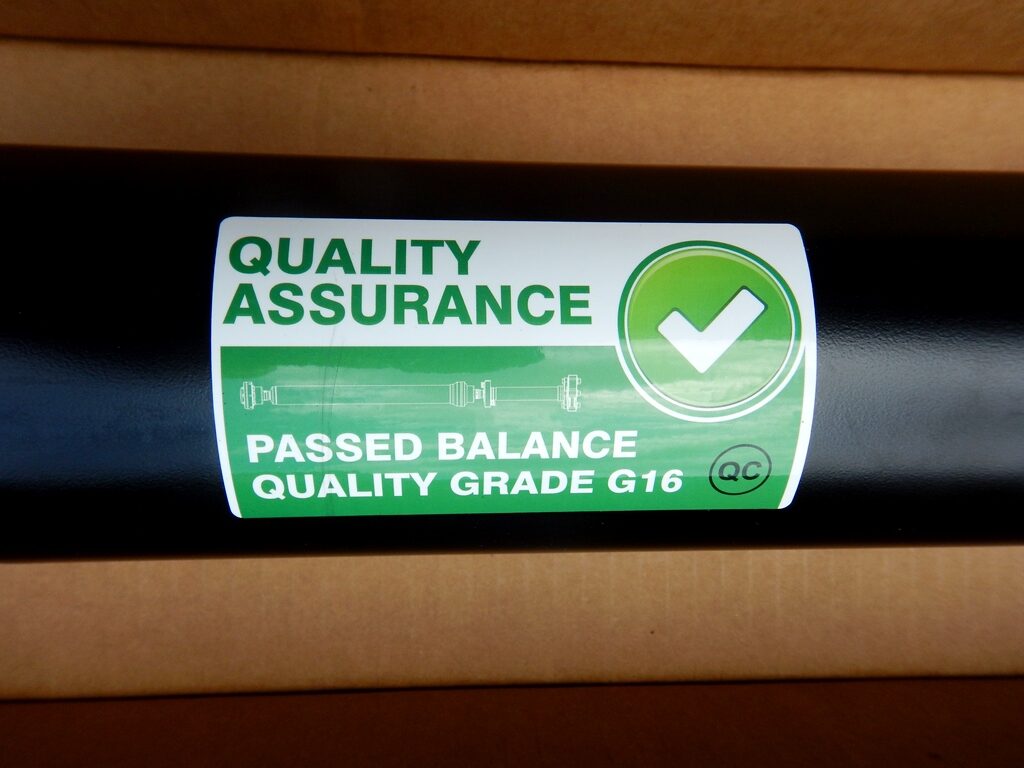 QUALITY
ASSURANCE
PASSED BALANCE
QUALITY GRADE G16
QC